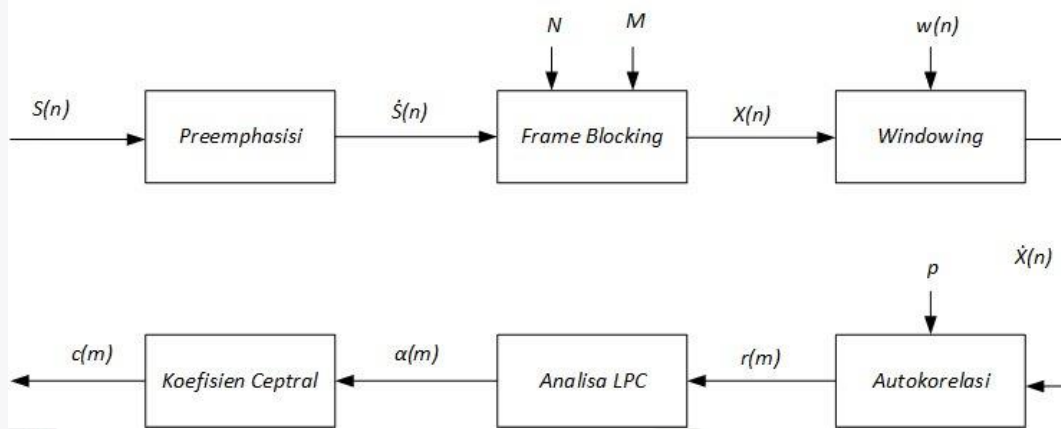 N
M
w(n)
S(n)
Preemphasisi
Ṡ(n)
Frame Blocking
X(n)
Windowing
Ẋ(n)
p
Autokorelasi
r(m)
Analisa LPC
α(m)
Koefisien Ceptral
c(m)